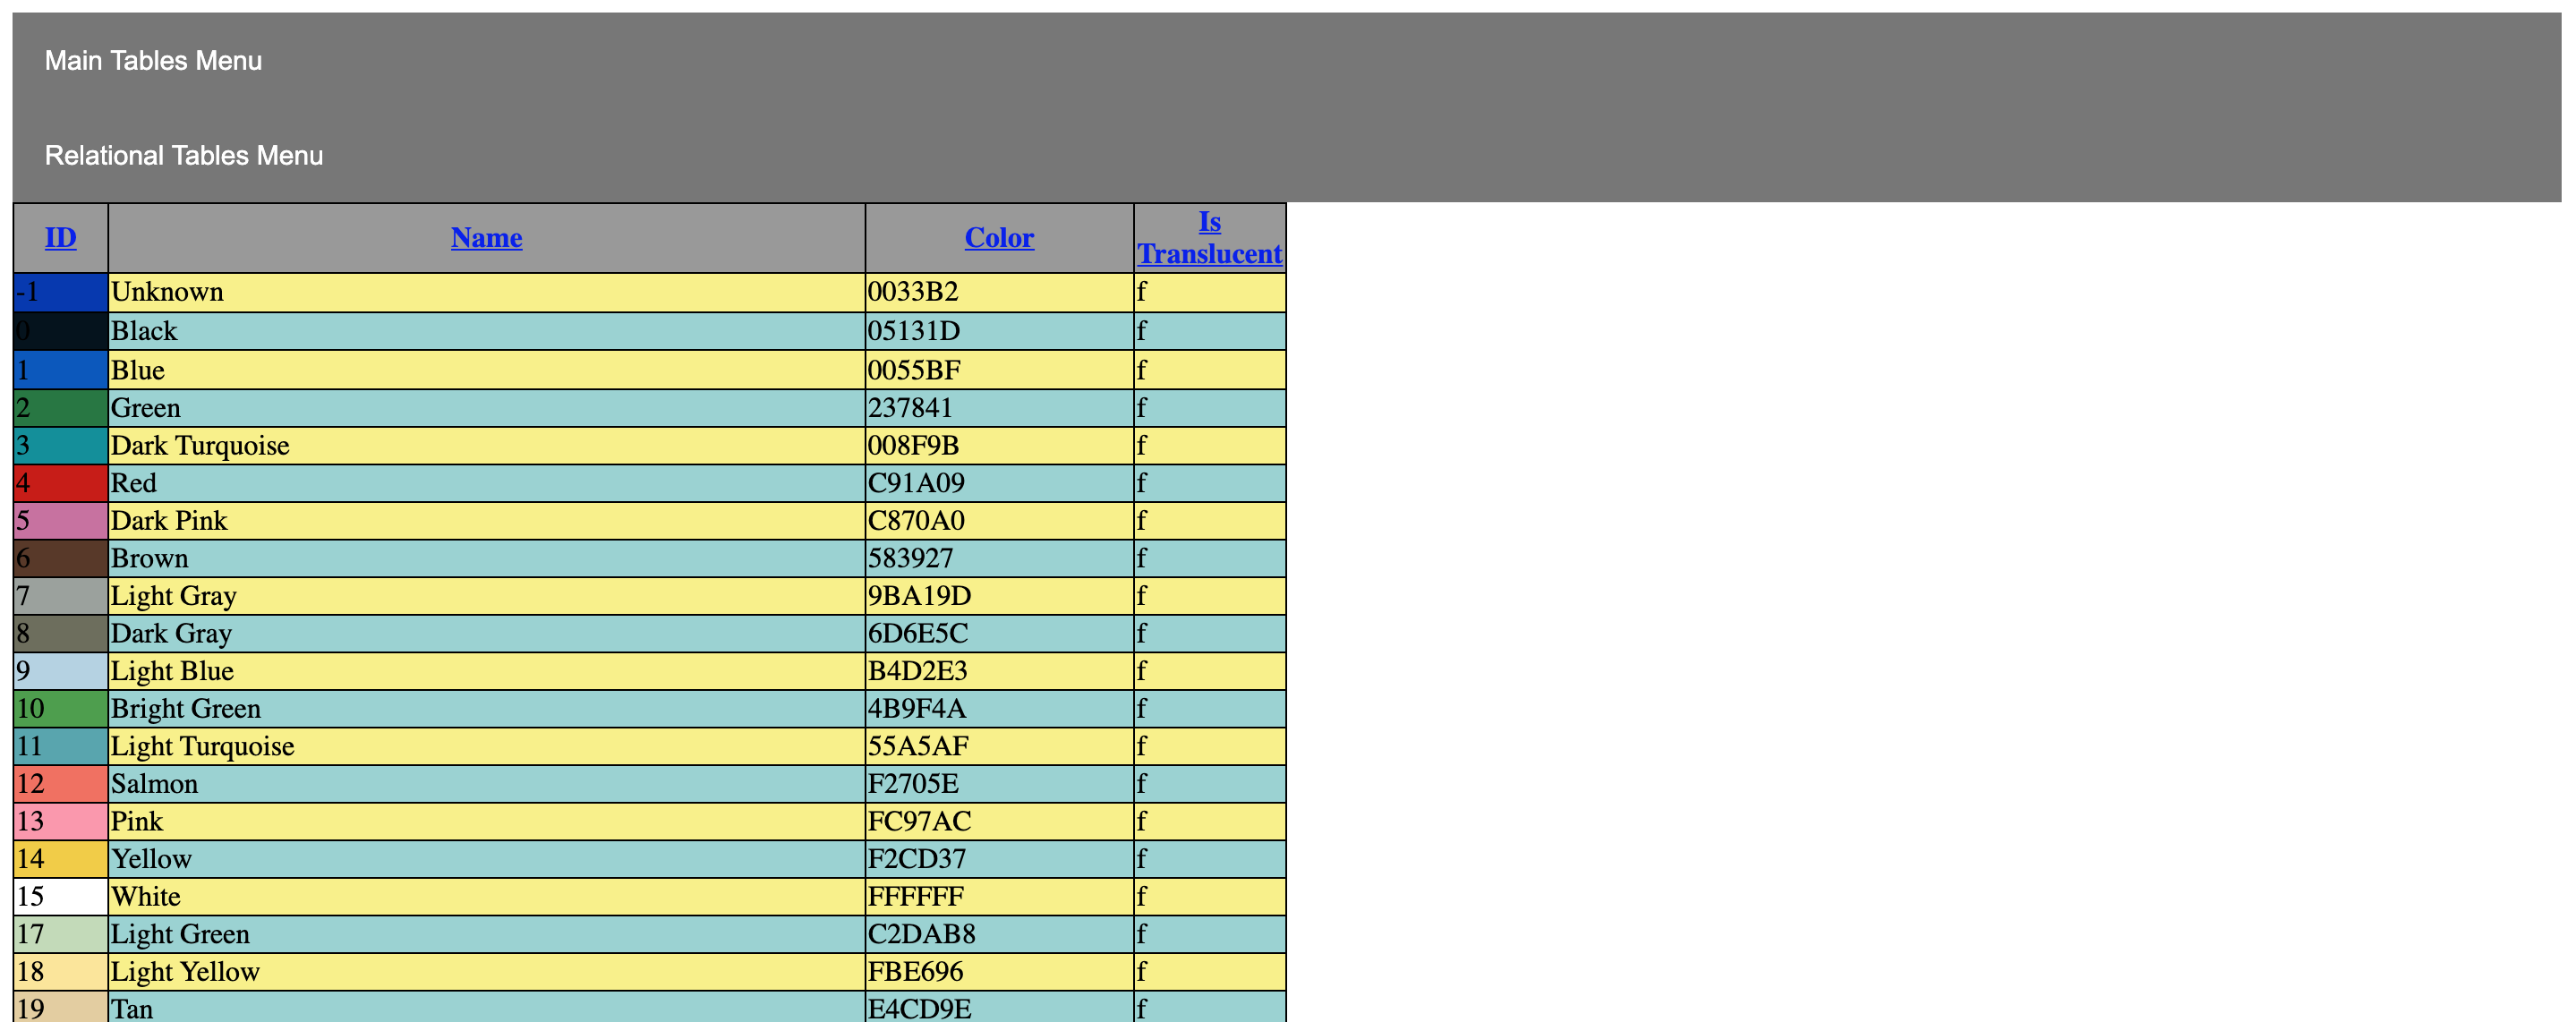 Main Tables Menu
Relational Tables Menu
ID Name Color Is Translucent
-1 Unknown 0033B2 f
0 Black 05131D f
1 Blue 0055BF f
2 Green 237841 f
3 Dark Turquoise 008F9B f
4 Red C91A09 f
5 Dark Pink C870A0 f
6 Brown 583927 f
7 Light Gray 9BA19D f
8 Dark Gray 6D6E5C f
9 Light Blue B4D2E3 f
10 Bright Green 4B9F4A f
11 Light Turquoise 55A5AF f
12 Salmon F2705E f
13 Pink FC97AC f
14 Yellow F2CD37 f
15 White FFFFFF f
17 Light Green C2DAB8 f
18 Light Yellow FBE696 f
19 Tan E4CD9E f